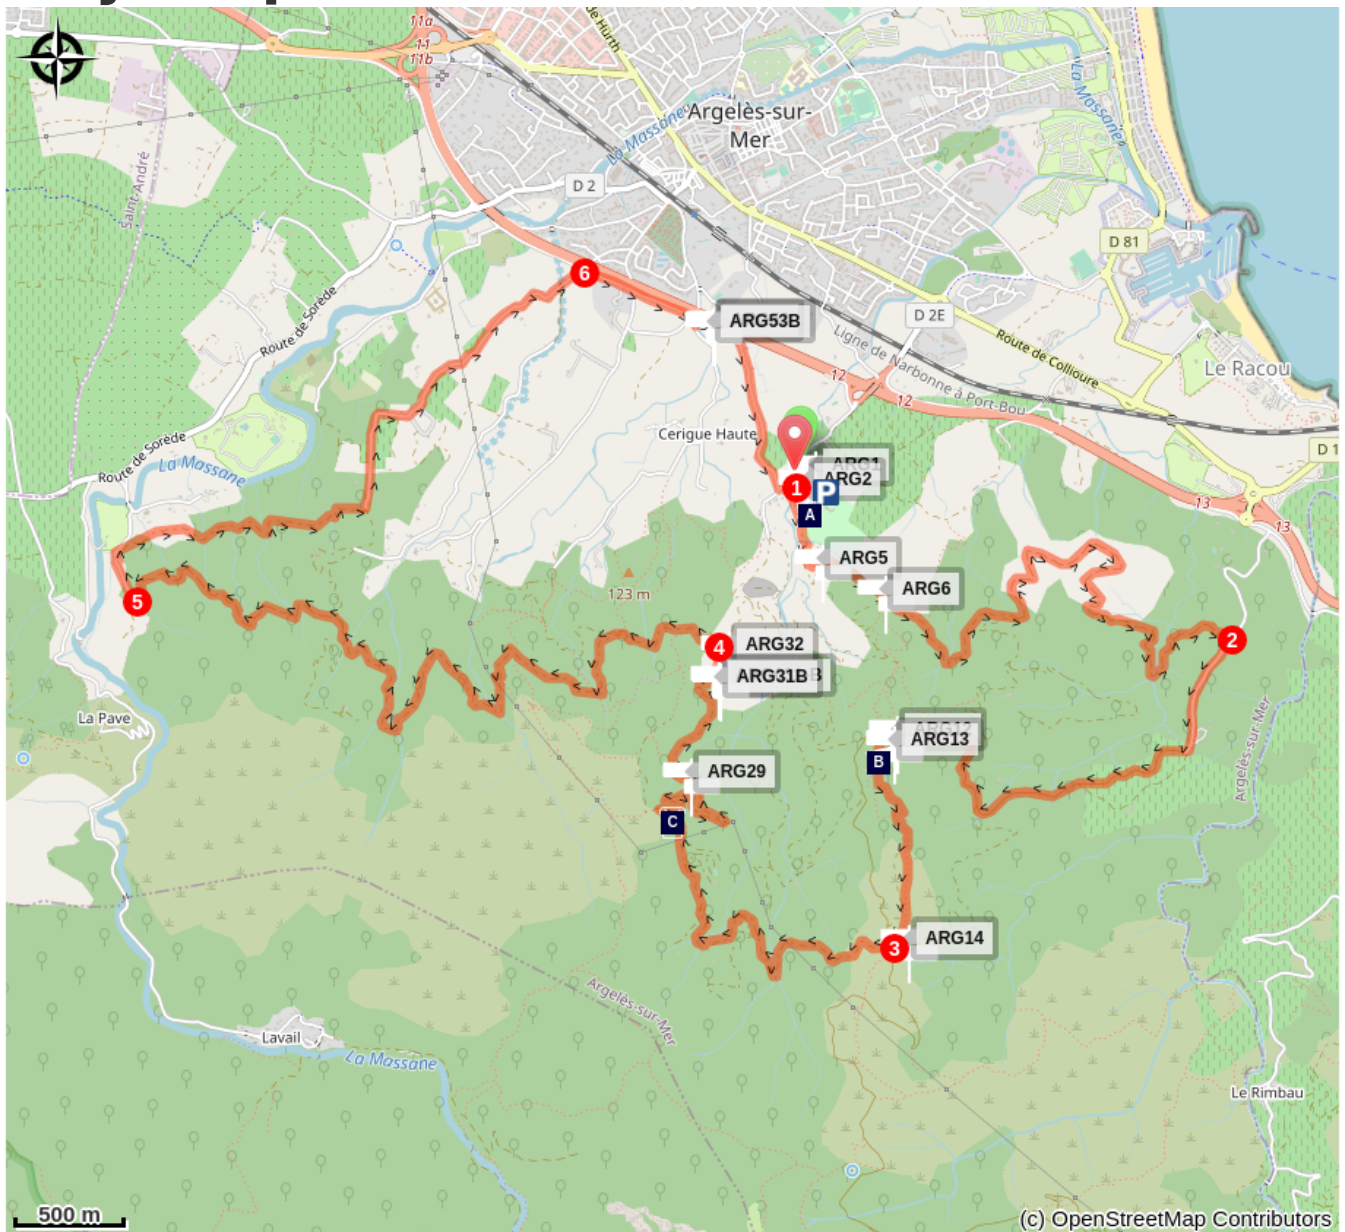 11a
11
11b
de Hurth
La Massane
Argelès-sur-
Mer
La Massane
Saint-André
D 2
D 81
Route de Sorède
6
ARG53B
D 2E
Ligne de Narbonne à Port-Bou
Route de Collioure
Le Racou
12
12
Cerigue Haute
D 1
Route de Sorède
La Massane
ARG1
ARG2
1
P
A
13
13
ARG5
123 m
ARG6
5
4
ARG32
2
ARG31B
B
La Pave
Argelès-sur-Mer
ARG13
B
ARG29
C
ARG14
3
Argelès-sur-Mer
Lavail
La Massane
Le Rimbau
500 m
(c) OpenStreetMap Contributors